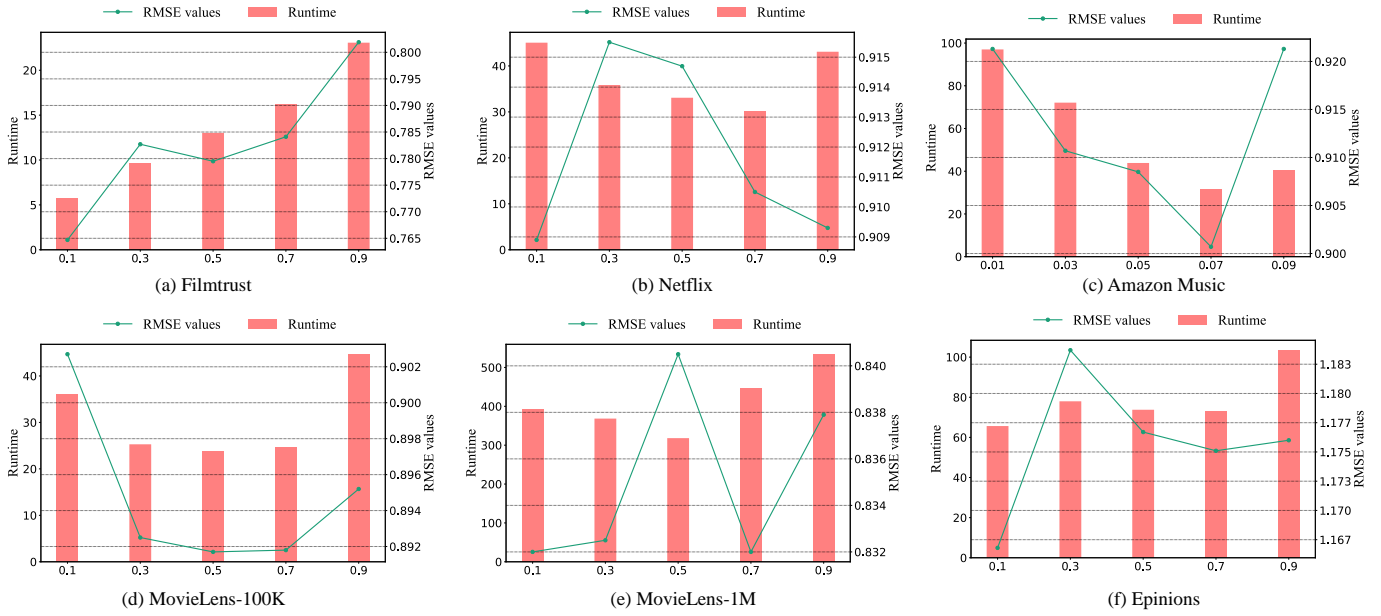 RMSE values Runtime
Runtime
20
15
10
5
0
0.800
0.795
0.790
0.785
0.780
0.775
0.770
0.765
RMSE values
0.1 0.3 0.5 0.7 0.9
(a) Filmtrust
RMSE values Runtime
Runtime
40
30
20
10
0
0.915
0.914
0.913
0.912
0.911
0.910
0.909
RMSE values
0.1 0.3 0.5 0.7 0.9
(b) Netflix
RMSE values Runtime
Runtime
100
80
60
40
20
0
0.920
0.915
0.910
0.905
0.900
RMSE values
0.01 0.03 0.05 0.07 0.09
(c) Amazon Music
RMSE values Runtime
Runtime
40
30
20
10
0
0.902
0.900
0.898
0.896
0.894
0.892
RMSE values
0.1 0.3 0.5 0.7 0.9
(d) MovieLens-100K
RMSE values Runtime
Runtime
500
400
300
200
100
0
0.840
0.838
0.836
0.834
0.832
RMSE values
0.1 0.3 0.5 0.7 0.9
(e) MovieLens-1M
RMSE values Runtime
Runtime
100
80
60
40
20
0
1.183
1.180
1.177
1.175
1.173
1.170
1.167
RMSE values
0.1 0.3 0.5 0.7 0.9
(f) Epinions